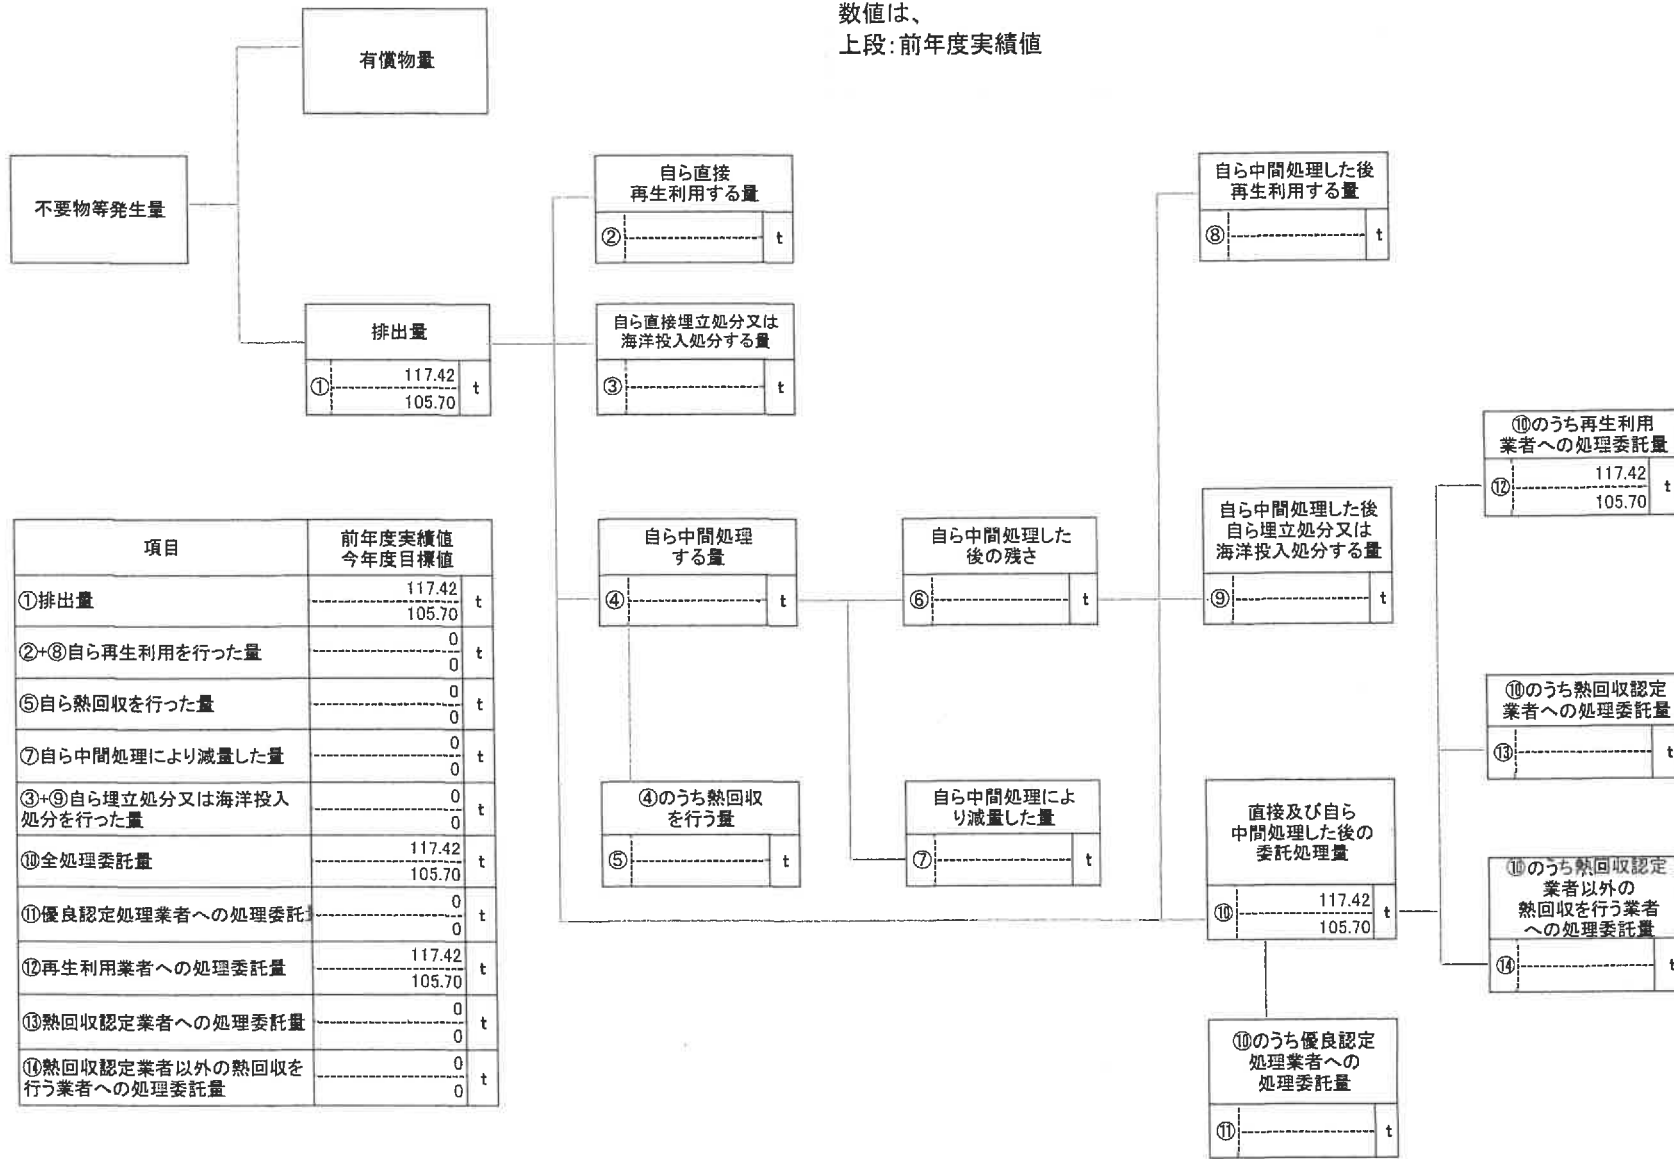 数値は、
上段:前年度実績値
有償物量
不要物等発生量
排出量
① 117.42 t
105.70
自ら直接
再生利用する量
② t
自ら直接埋立処分又は
海洋投入処分する量
③ t
自ら中間処理
する量
④ t
④のうち熱回収
を行う量
⑤ t
自ら中間処理した
後の残さ
⑥ t
自ら中間処理によ
り減量した量
⑦ t
自ら中間処理した後
再生利用する量
⑧ t
自ら中間処理した後
自ら埋立処分又は
海洋投入処分する量
⑨ t
直接及び自ら
中間処理した後の
委託処理量
⑩ 117.42 t
105.70
⑩のうち優良認定
処理業者への
処理委託量
⑪ t
⑩のうち再生利用
業者への処理委託量
⑫ 117.42 t
105.70
⑩のうち熱回収認定
業者への処理委託量
⑬ t
⑩のうち熱回収認定
業者以外の
熱回収を行う業者
への処理委託量
⑭ t
項目 前年度実績値
今年度目標値
①排出量 117.42 t
105.70
②+⑧自ら再生利用を行った量 0 t
0
⑤自ら熱回収を行った量 0 t
0
⑦自ら中間処理により減量した量 0 t
0
③+⑨自ら埋立処分又は海洋投入 0 t
処分を行った量 0
⑩全処理委託量 117.42 t
105.70
⑪優良認定処理業者への処理委託 0 t
0
⑫再生利用業者への処理委託量 117.42 t
105.70
⑬熱回収認定業者への処理委託量 0 t
0
⑭熱回収認定業者以外の熱回収を 0 t
行う業者への処理委託量 0